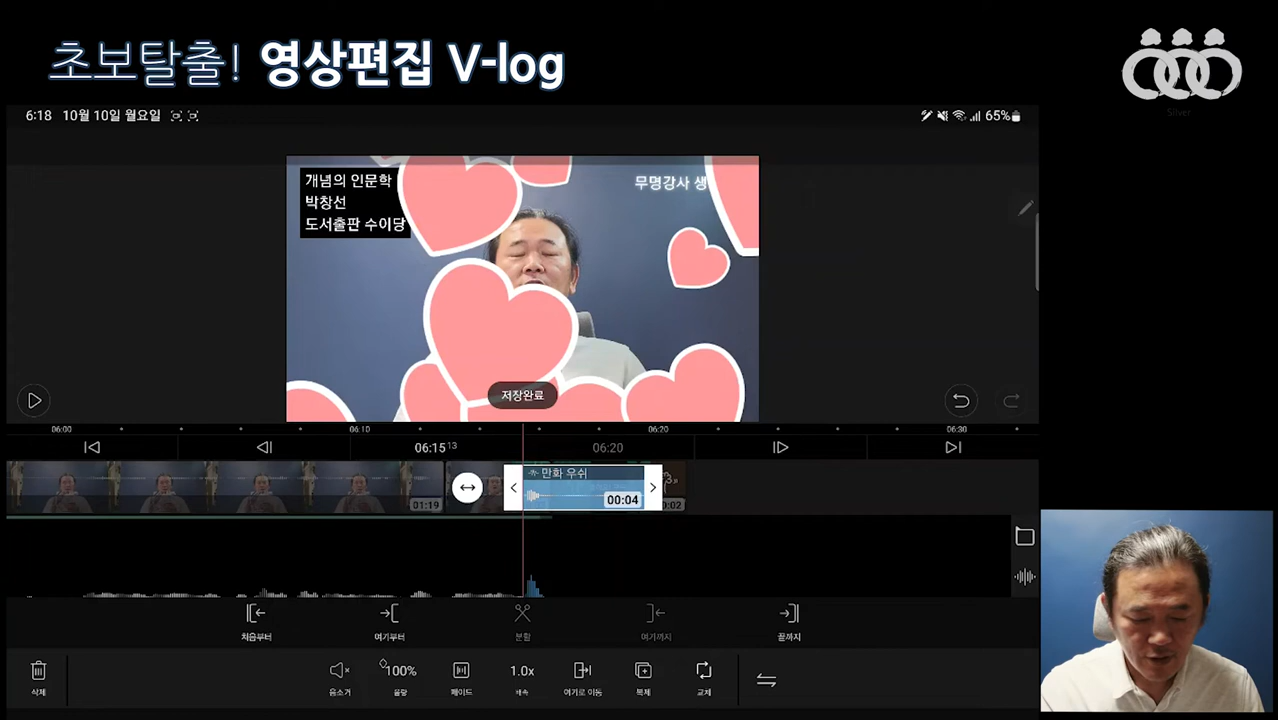 초보탈출! 영상편집 V-log
Silver
6:18 10월 10일 월요일
65%
개념의 인문학
박창선
도서출판 수이당
무명강사 생
저장완료
06:00
06:10
06:20
06:30
06:15 13
06:20
01:19
만화 우쉬
00:04
0:02
처음부터
여기부터
분할
여기까지
끝까지
100%
1.0x
삭제
음소거
볼륨
페이드
배속
여기로 이동
복제
교체